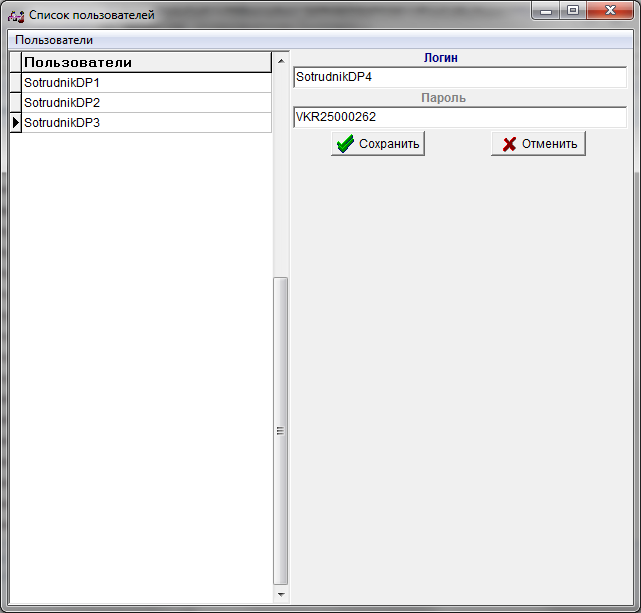 Список пользователей
Пользователи
Пользователи
SotrudnikDP1
SotrudnikDP2
SotrudnikDP3
Логин
SotrudnikDP4
Пароль
VKR25000262
Сохранить
Отменить